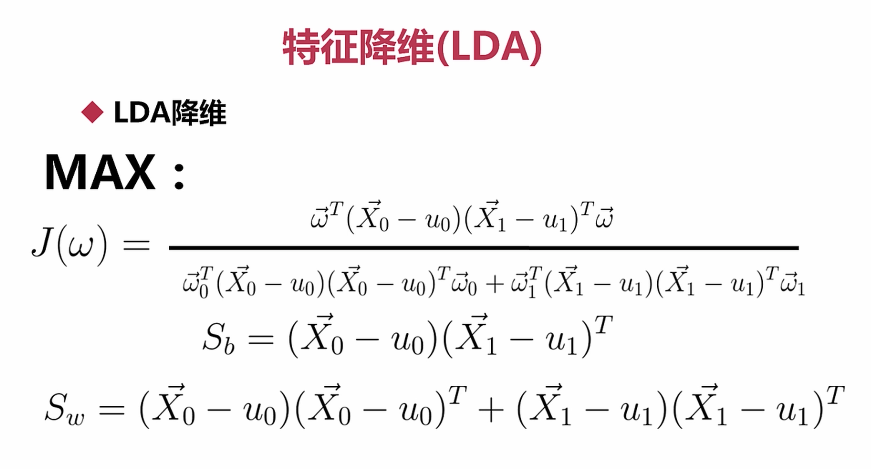 特征降维(LDA)
◆ LDA降维
MAX：
$J(\omega) = \frac{\vec{\omega}^T(\vec{X_0} - u_0)(\vec{X_1} - u_1)^T\vec{\omega}}{\vec{\omega}_0^T(\vec{X_0} - u_0)(\vec{X_0} - u_0)^T\vec{\omega}_0 + \vec{\omega}_1^T(\vec{X_1} - u_1)(\vec{X_1} - u_1)^T\vec{\omega}_1}$
$S_b = (\vec{X_0} - u_0)(\vec{X_1} - u_1)^T$
$S_w = (\vec{X_0} - u_0)(\vec{X_0} - u_0)^T + (\vec{X_1} - u_1)(\vec{X_1} - u_1)^T$